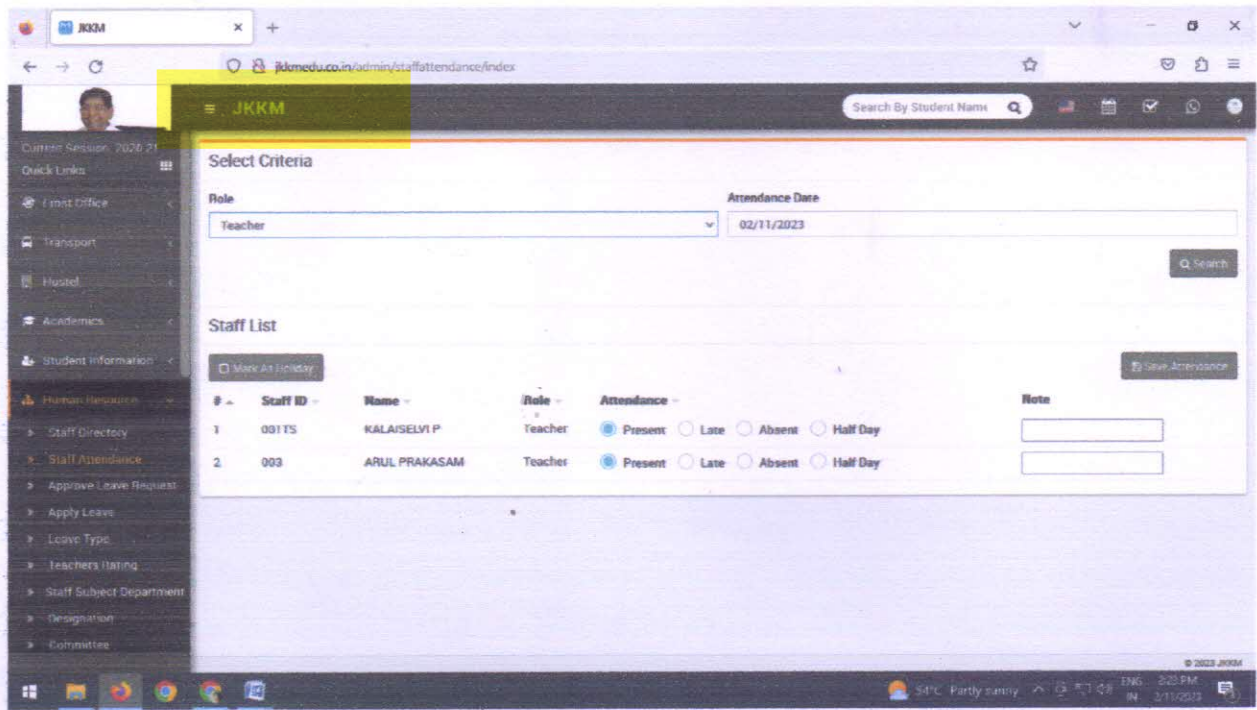 JKKM
jkkmedu.co.in/admin/staffattendance/index
JKKM
Search By Student Name
Current Session: 2020-21
Quick Links
Front Office
Transport
Hostel
Academics
Student Information
Human Resource
Staff Directory
Staff Attendance
Approve Leave Request
Apply Leave
Leave Type
Teachers Rating
Staff Subject Department
Designation
Committee
Select Criteria
Role
Attendance Date
Teacher
02/11/2023
Search
Staff List
Mark As Holiday
Save Attendance
# Staff ID Name Role Attendance Note
1 001TS KALAISELVI P Teacher Present Late Absent Half Day
2 003 ARUL PRAKASAM Teacher Present Late Absent Half Day
© 2023 JKKM
Partly sunny
ENG
IN
2:23 PM
2/11/2023